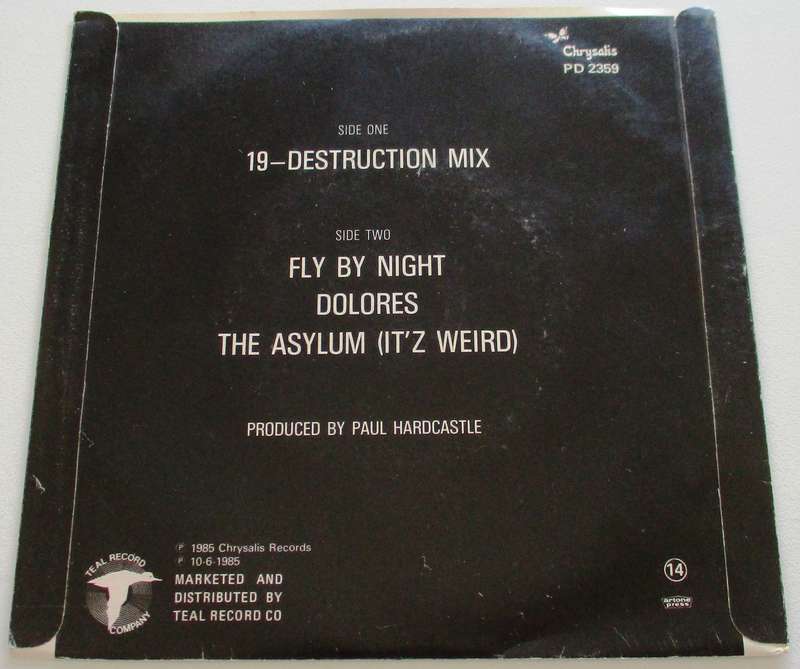 Chrysalis
PD 2359
SIDE ONE
19–DESTRUCTION MIX
SIDE TWO
FLY BY NIGHT
DOLORES
THE ASYLUM (IT'Z WEIRD)
PRODUCED BY PAUL HARDCASTLE
℗ 1985 Chrysalis Records
℗ 10-6-1985
MARKETED AND
DISTRIBUTED BY
TEAL RECORD CO
TEAL RECORD
COMPANY
14
artone
press